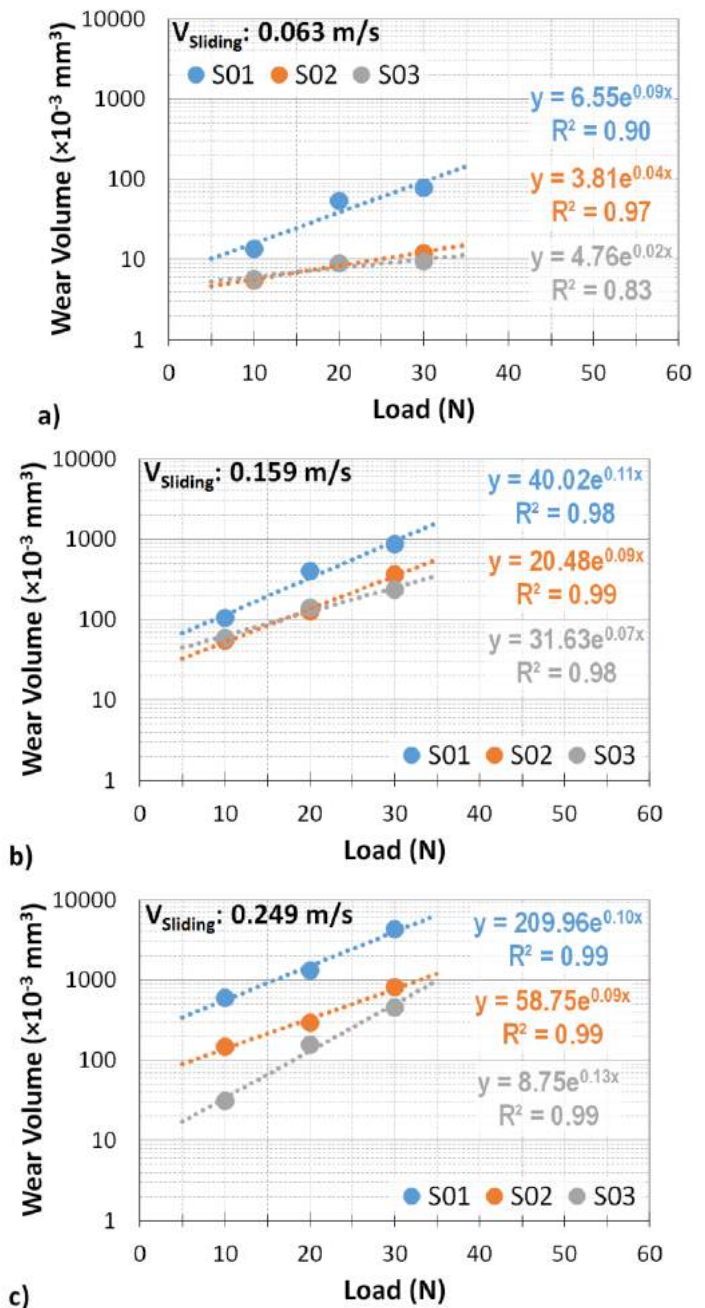 V_Sliding: 0.063 m/s
S01 S02 S03
Wear Volume (×10⁻³ mm³)
10000
1000
100
10
1
y = 6.55e^0.09x
R² = 0.90
y = 3.81e^0.04x
R² = 0.97
y = 4.76e^0.02x
R² = 0.83
0 10 20 30 40 50 60
Load (N)
a)
V_Sliding: 0.159 m/s
Wear Volume (×10⁻³ mm³)
10000
1000
100
10
1
y = 40.02e^0.11x
R² = 0.98
y = 20.48e^0.09x
R² = 0.99
y = 31.63e^0.07x
R² = 0.98
S01 S02 S03
0 10 20 30 40 50 60
Load (N)
b)
V_Sliding: 0.249 m/s
Wear Volume (×10⁻³ mm³)
10000
1000
100
10
1
y = 209.96e^0.10x
R² = 0.99
y = 58.75e^0.09x
R² = 0.99
y = 8.75e^0.13x
R² = 0.99
S01 S02 S03
0 10 20 30 40 50 60
Load (N)
c)